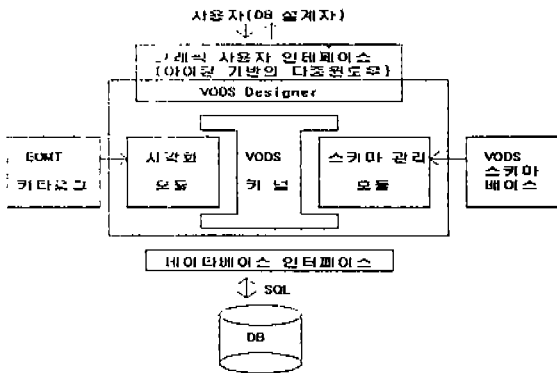 사용자(DB 설계자)
그래픽 사용자 인터페이스
(아이콘 기반의 다중윈도우)
VODS Designer
EOMT
카타로그
시각화
모듈
VODS
커널
스키마 관리
모듈
VODS
스키마
베이스
데이타베이스 인터페이스
SQL
DB